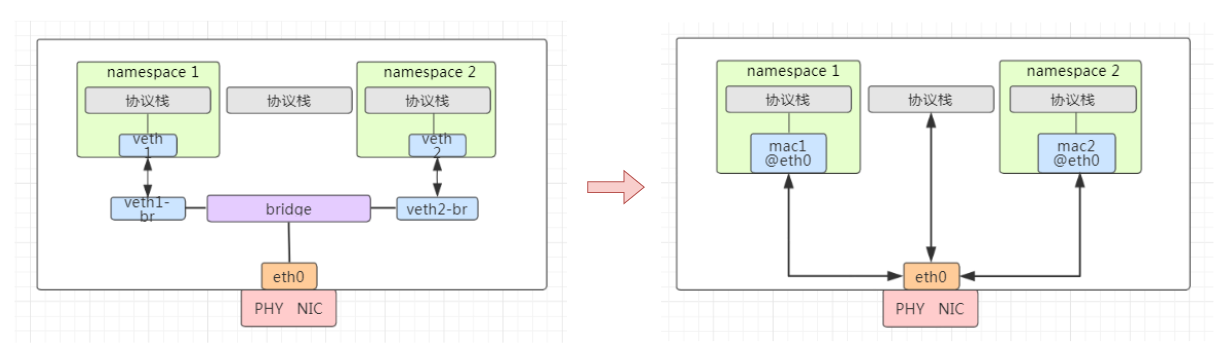 namespace 1
协议栈
veth
1
veth1-
br
协议栈
namespace 2
协议栈
veth
2
veth2-br
bridge
eth0
PHY NIC
namespace 1
协议栈
mac1
@eth0
协议栈
namespace 2
协议栈
mac2
@eth0
eth0
PHY NIC